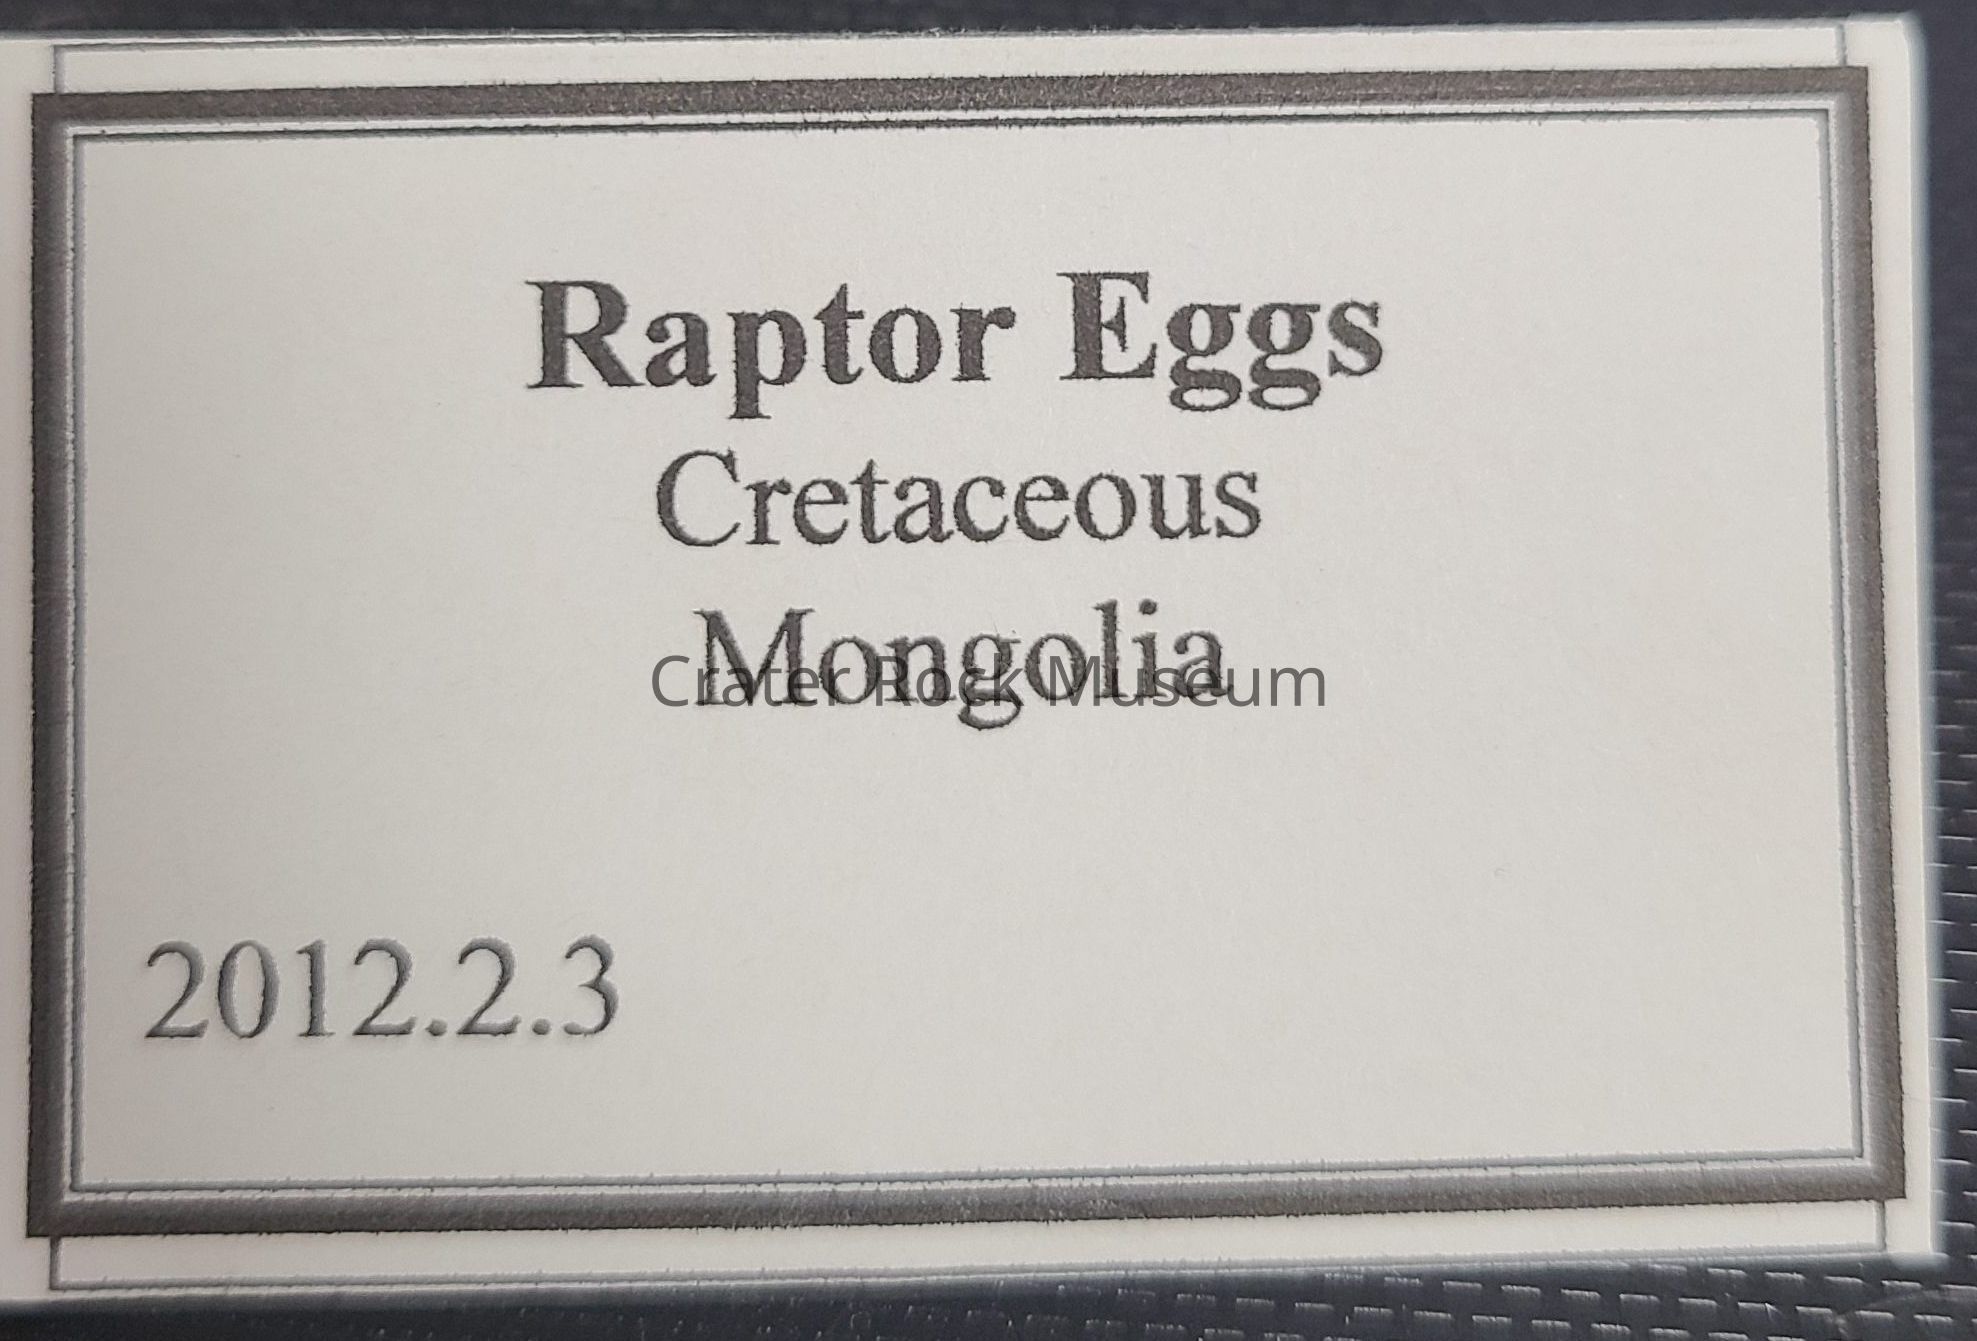 Raptor Eggs
Cretaceous
Mongolia
Crater Rock Museum
2012.2.3